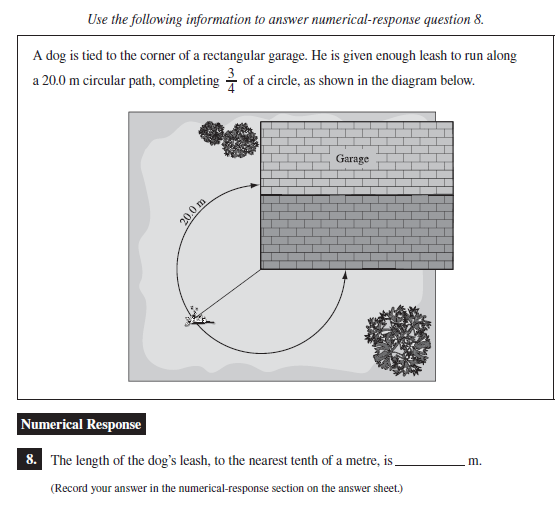 Use the following information to answer numerical-response question 8.
A dog is tied to the corner of a rectangular garage. He is given enough leash to run along
a 20.0 m circular path, completing 3/4 of a circle, as shown in the diagram below.
Garage
20.0 m
Numerical Response
8. The length of the dog's leash, to the nearest tenth of a metre, is __________ m.
(Record your answer in the numerical-response section on the answer sheet.)